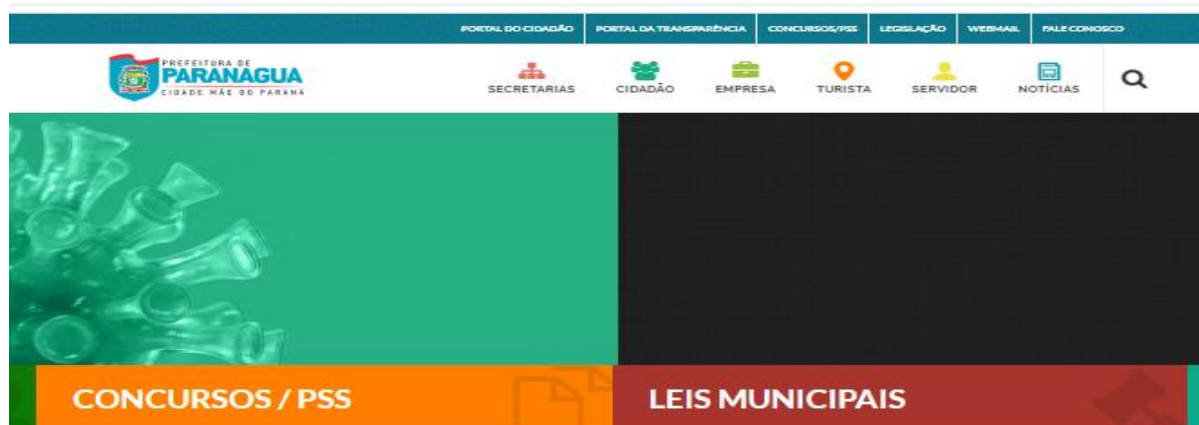 PORTAL DO CIDADÃO PORTAL DA TRANSPARÊNCIA CONCURSOS/PSS LEGISLAÇÃO WEBMAIL FALE CONOSCO
PREFEITURA DE
PARANAGUA
CIDADE MÃE DO PARANÁ
SECRETARIAS CIDADÃO EMPRESA TURISTA SERVIDOR NOTÍCIAS
CONCURSOS / PSS LEIS MUNICIPAIS